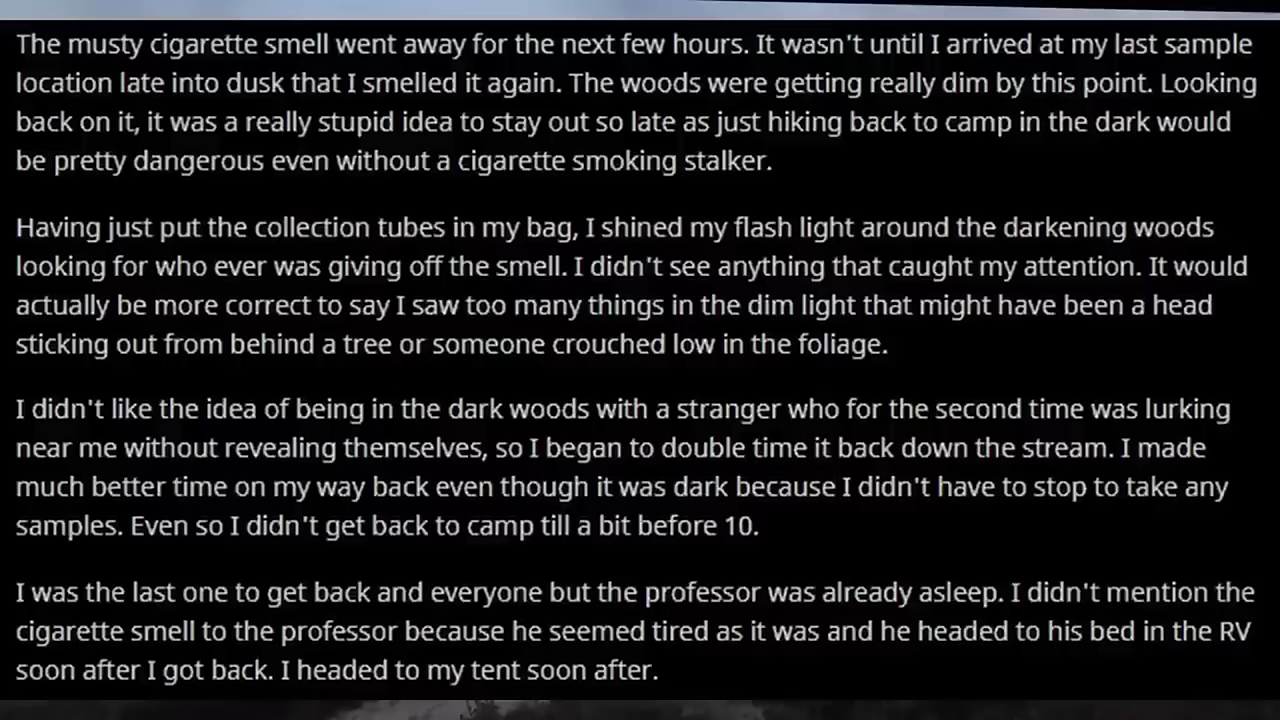 The musty cigarette smell went away for the next few hours. It wasn't until I arrived at my last sample
location late into dusk that I smelled it again. The woods were getting really dim by this point. Looking
back on it, it was a really stupid idea to stay out so late as just hiking back to camp in the dark would
be pretty dangerous even without a cigarette smoking stalker.
Having just put the collection tubes in my bag, I shined my flash light around the darkening woods
looking for who ever was giving off the smell. I didn't see anything that caught my attention. It would
actually be more correct to say I saw too many things in the dim light that might have been a head
sticking out from behind a tree or someone crouched low in the foliage.
I didn't like the idea of being in the dark woods with a stranger who for the second time was lurking
near me without revealing themselves, so I began to double time it back down the stream. I made
much better time on my way back even though it was dark because I didn't have to stop to take any
samples. Even so I didn't get back to camp till a bit before 10.
I was the last one to get back and everyone but the professor was already asleep. I didn't mention the
cigarette smell to the professor because he seemed tired as it was and he headed to his bed in the RV
soon after I got back. I headed to my tent soon after.